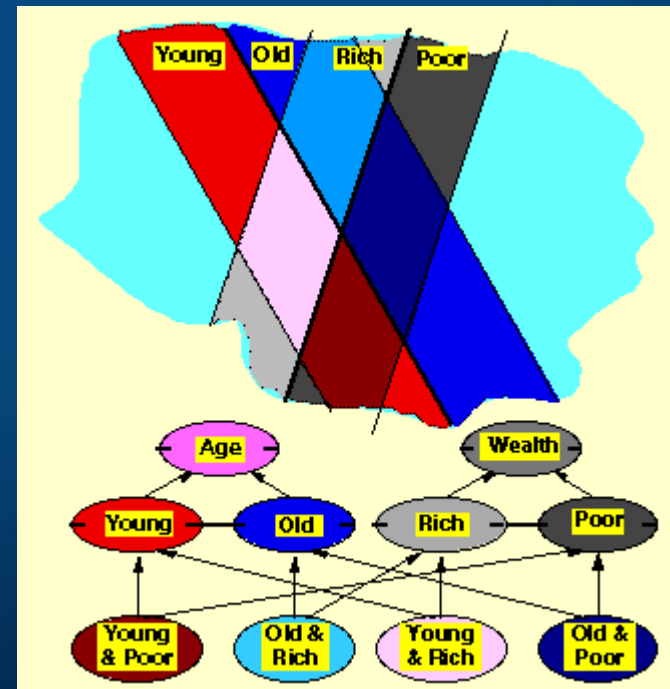 Young Old Rich Poor
Age Wealth
Young Old Rich Poor
Young Old & Young Old &
& Poor Rich & Rich Poor